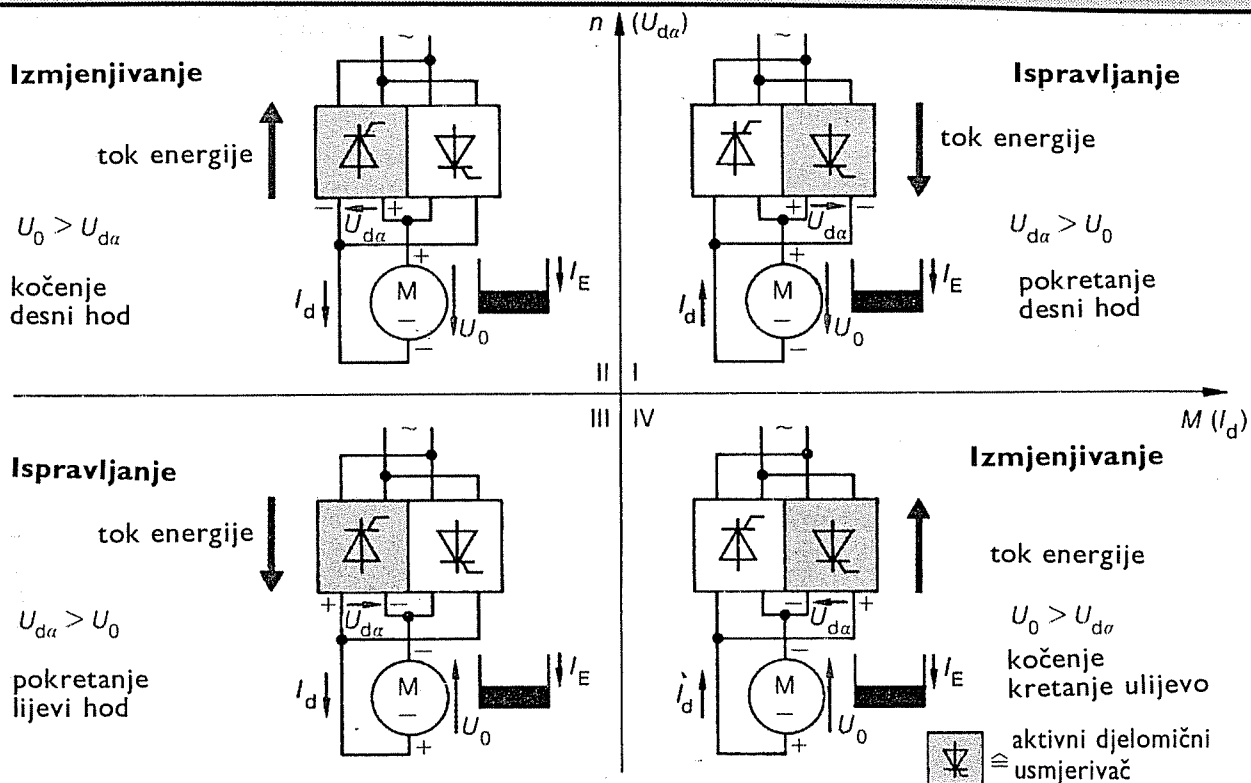 n (U_dα)
Izmjenjivanje
tok energije
U_0 > U_dα
kočenje
desni hod
~
− U_dα +
+
I_d
M
−
U_0
−
I_E
II
Ispravljanje
tok energije
U_dα > U_0
pokretanje
desni hod
~
+ U_dα −
+
I_d
M
−
U_0
−
I_E
I
M (I_d)
III
Ispravljanje
tok energije
U_dα > U_0
pokretanje
lijevi hod
~
+ U_dα −
−
I_d
M
−
U_0
+
I_E
IV
Izmjenjivanje
tok energije
U_0 > U_dα
kočenje
kretanje ulijevo
~
− U_dα +
−
I_d
M
−
U_0
+
I_E
≙ aktivni djelomični
usmjerivač